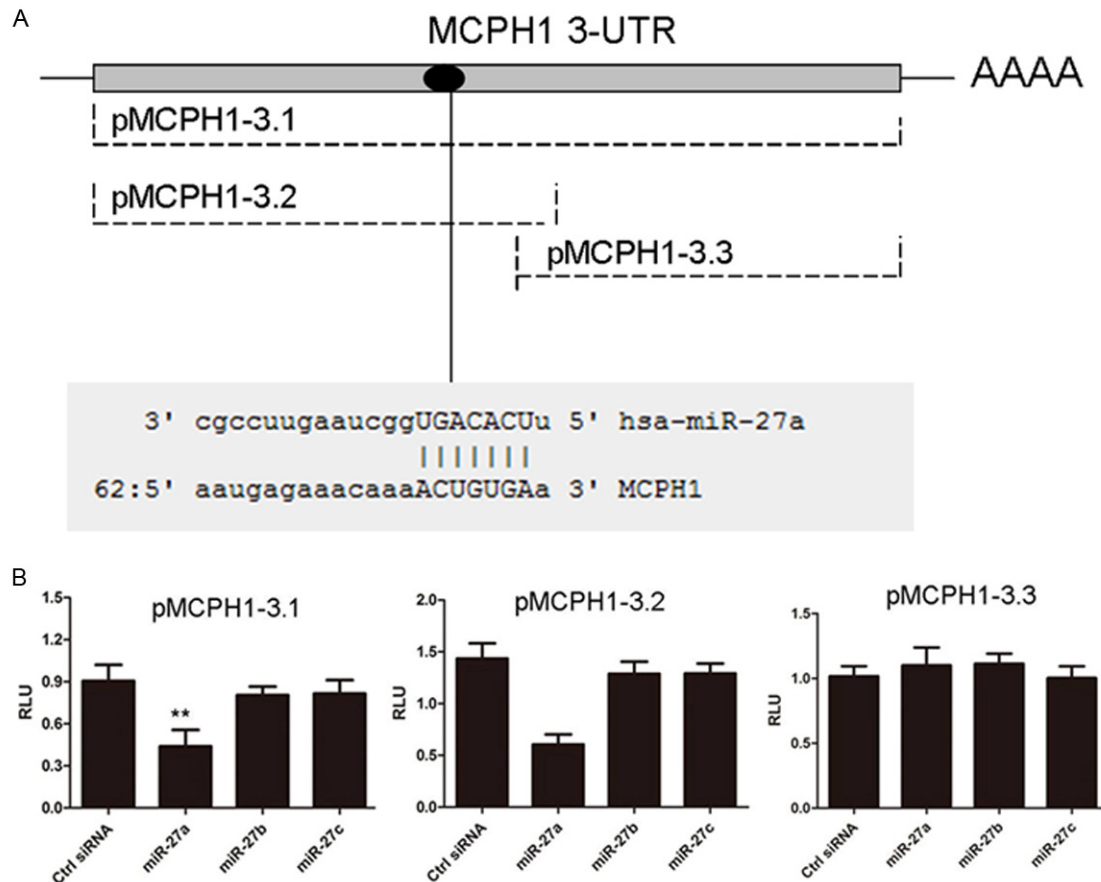 A
MCPH1 3-UTR
AAAA
pMCPH1-3.1
pMCPH1-3.2
pMCPH1-3.3
3' cgccuugaaucggUGACACUu 5' hsa-miR-27a
|||||||
62:5' aaugagaaacaaaACUGUGAa 3' MCPH1
B
pMCPH1-3.1
RLU
1.5
1.2
0.9
0.6
0.3
0.0
**
Ctrl siRNA
miR-27a
miR-27b
miR-27c
pMCPH1-3.2
RLU
2.0
1.5
1.0
0.5
0.0
Ctrl siRNA
miR-27a
miR-27b
miR-27c
pMCPH1-3.3
RLU
1.5
1.0
0.5
0.0
Ctrl siRNA
miR-27a
miR-27b
miR-27c